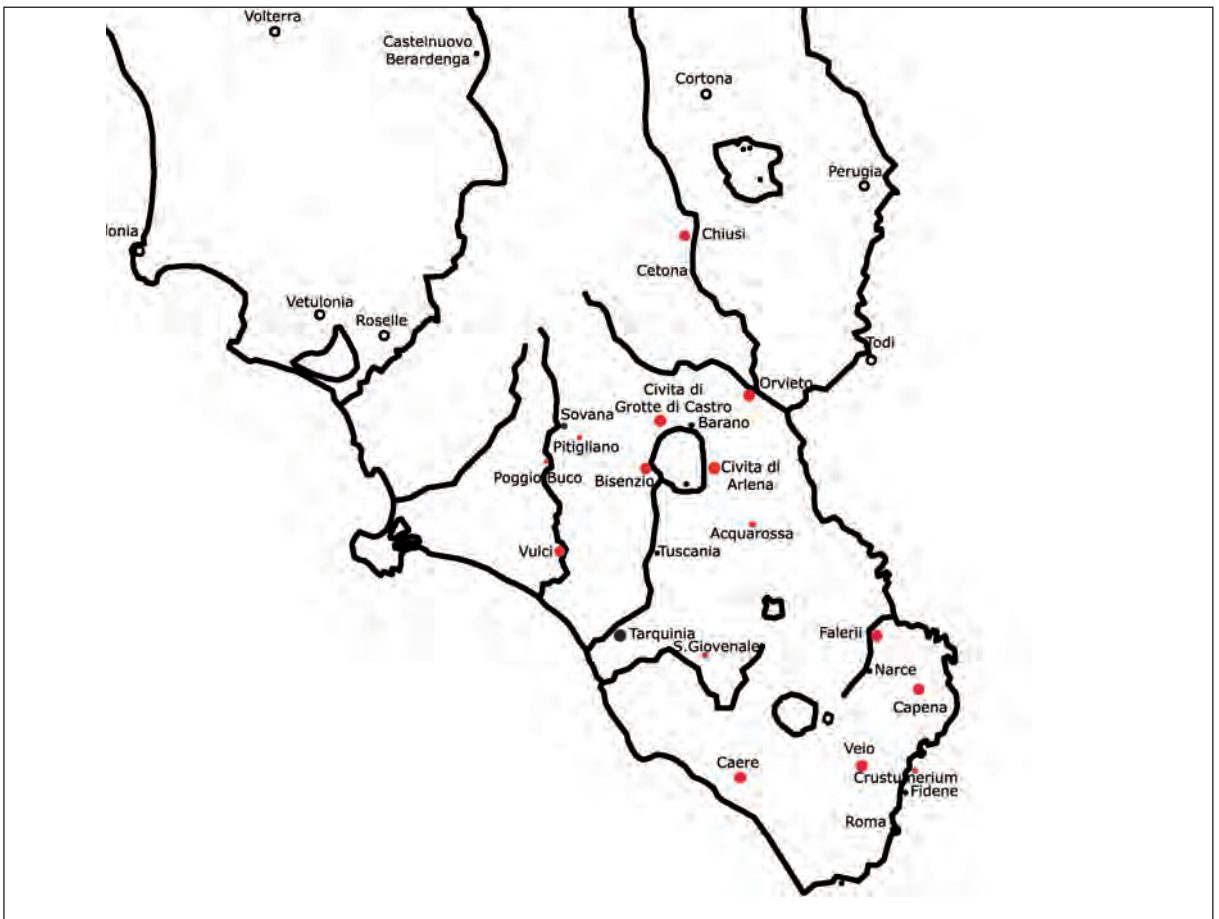 Volterra
Castelnuovo
Berardenga
Cortona
Perugia
lonia
Chiusi
Cetona
Vetulonia
Roselle
Todi
Orvieto
Civita di
Grotte di Castro
Sovana
Barano
Pitigliano
Poggio Buco
Bisenzio
Civita di
Arlena
Acquarossa
Vulci
Tuscania
Tarquinia
S.Giovenale
Falerii
Narce
Capena
Veio
Caere
Crustumerium
Fidene
Roma